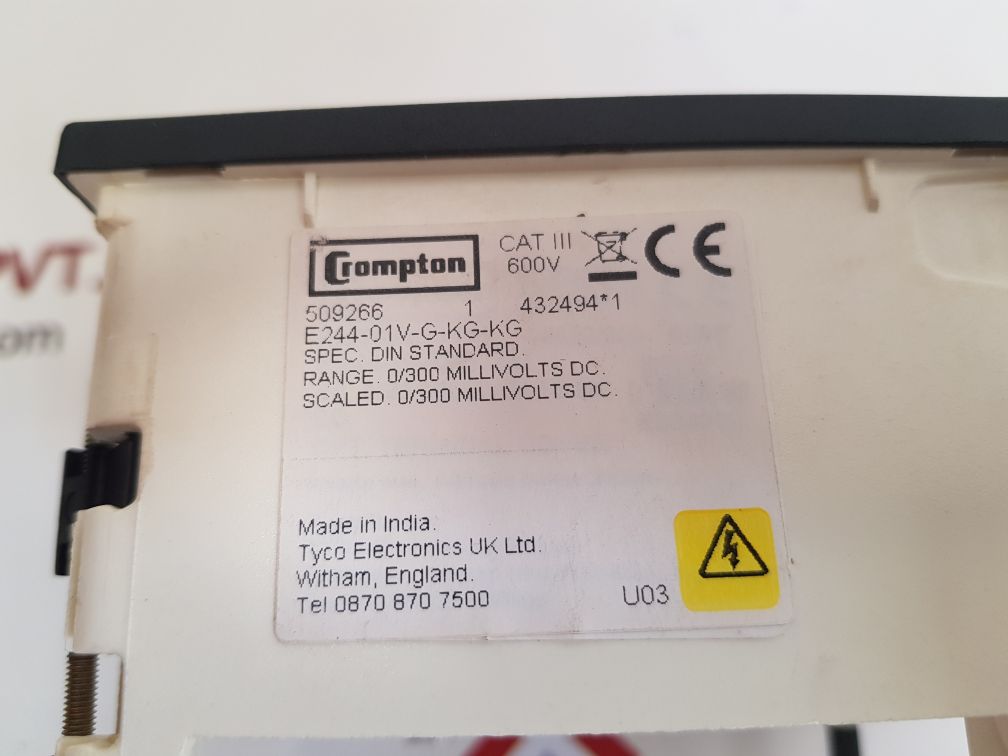 PVT.
com
Crompton
CAT III
600V
CE
509266 1 432494*1
E244-01V-G-KG-KG
SPEC. DIN STANDARD.
RANGE. 0/300 MILLIVOLTS DC.
SCALED. 0/300 MILLIVOLTS DC.
Made in India.
Tyco Electronics UK Ltd.
Witham, England.
Tel 0870 870 7500
U03